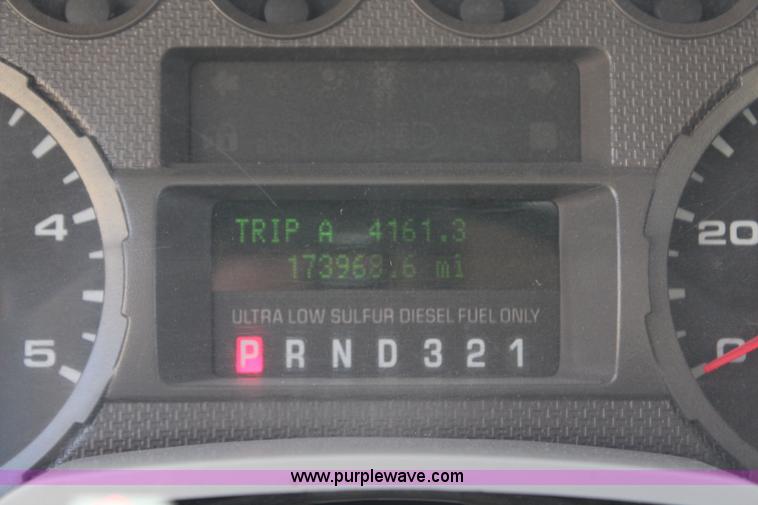 TRIP A 4161.3
173968.6 mi
ULTRA LOW SULFUR DIESEL FUEL ONLY
P R N D 3 2 1
4
5
20
0
www.purplewave.com